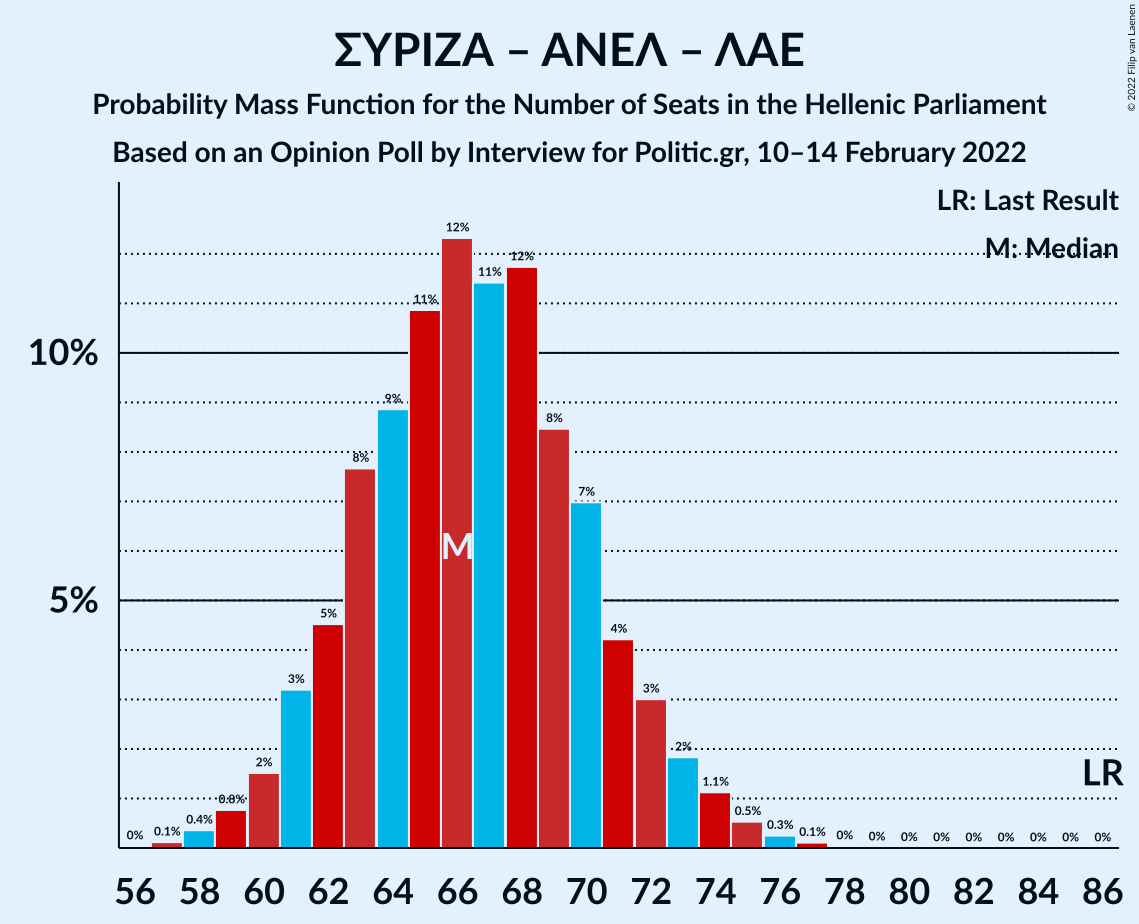 ΣΥΡΙΖΑ – ΑΝΕΛ – ΛΑΕ
Probability Mass Function for the Number of Seats in the Hellenic Parliament
Based on an Opinion Poll by Interview for Politic.gr, 10–14 February 2022
© 2022 Filip van Laenen
LR: Last Result
M: Median
10%
5%
0% 0.1% 0.4% 0.8% 2% 3% 5% 8% 9% 11% 12% 11% 12% 8% 7% 4% 3% 2% 1.1% 0.5% 0.3% 0.1% 0% 0% 0% 0% 0% 0% 0% 0% 0%
M
LR
56 58 60 62 64 66 68 70 72 74 76 78 80 82 84 86